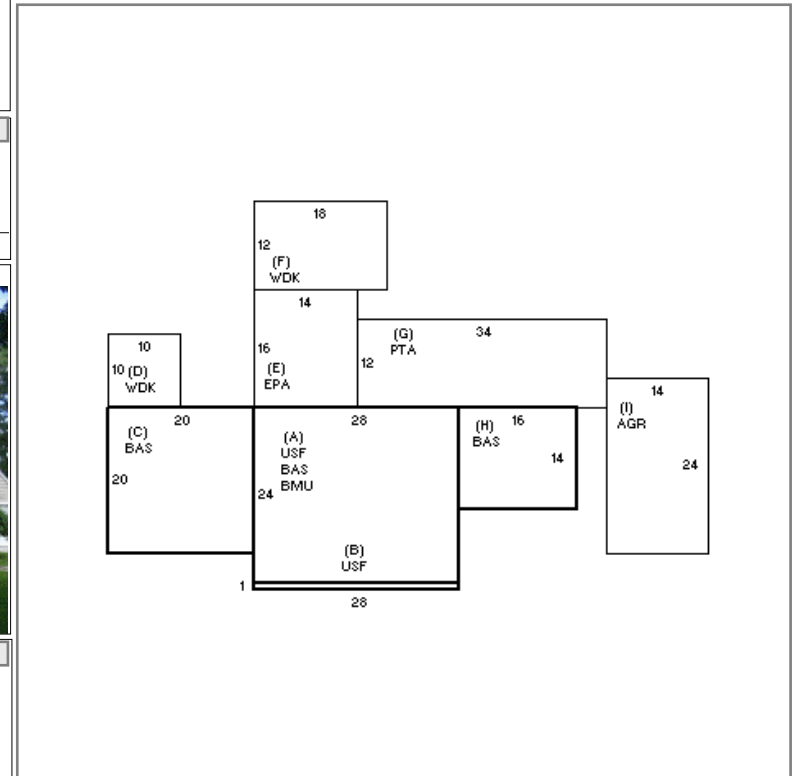 18
12
(F)
WDK
14
16
(E)
EPA
(G)
PTA
34
12
10
10
(D)
WDK
14
(I)
AGR
24
20
(C)
BAS
20
28
(A)
USF
BAS
BMU
24
(H)
BAS
16
14
(B)
USF
1
28